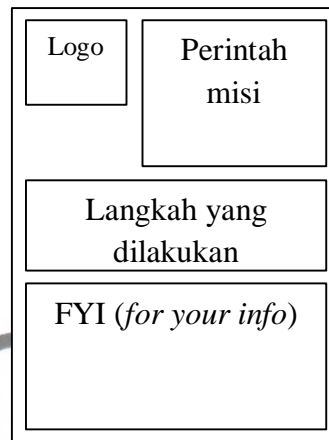 Logo
Perintah
misi
Langkah yang
dilakukan
FYI (for your info)